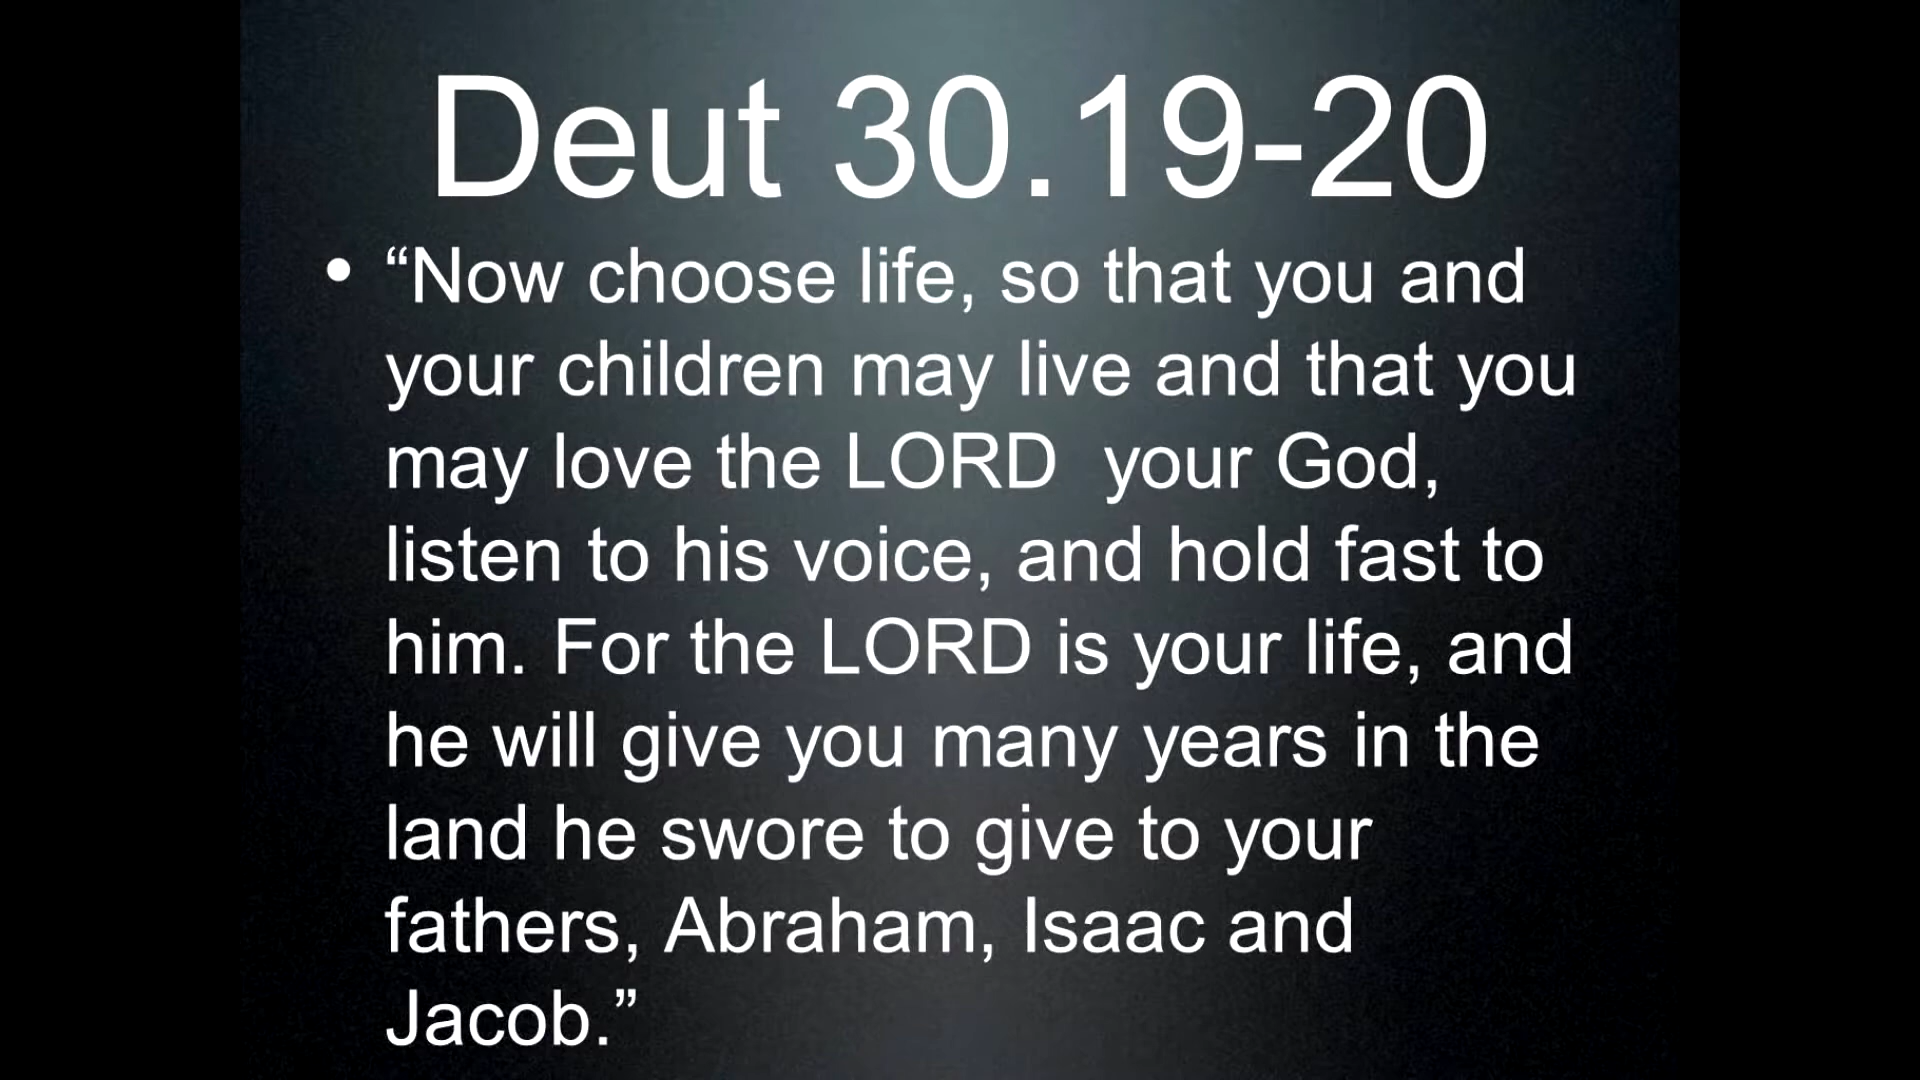 Deut 30.19-20
• “Now choose life, so that you and
your children may live and that you
may love the LORD  your God,
listen to his voice, and hold fast to
him. For the LORD is your life, and
he will give you many years in the
land he swore to give to your
fathers, Abraham, Isaac and
Jacob.”